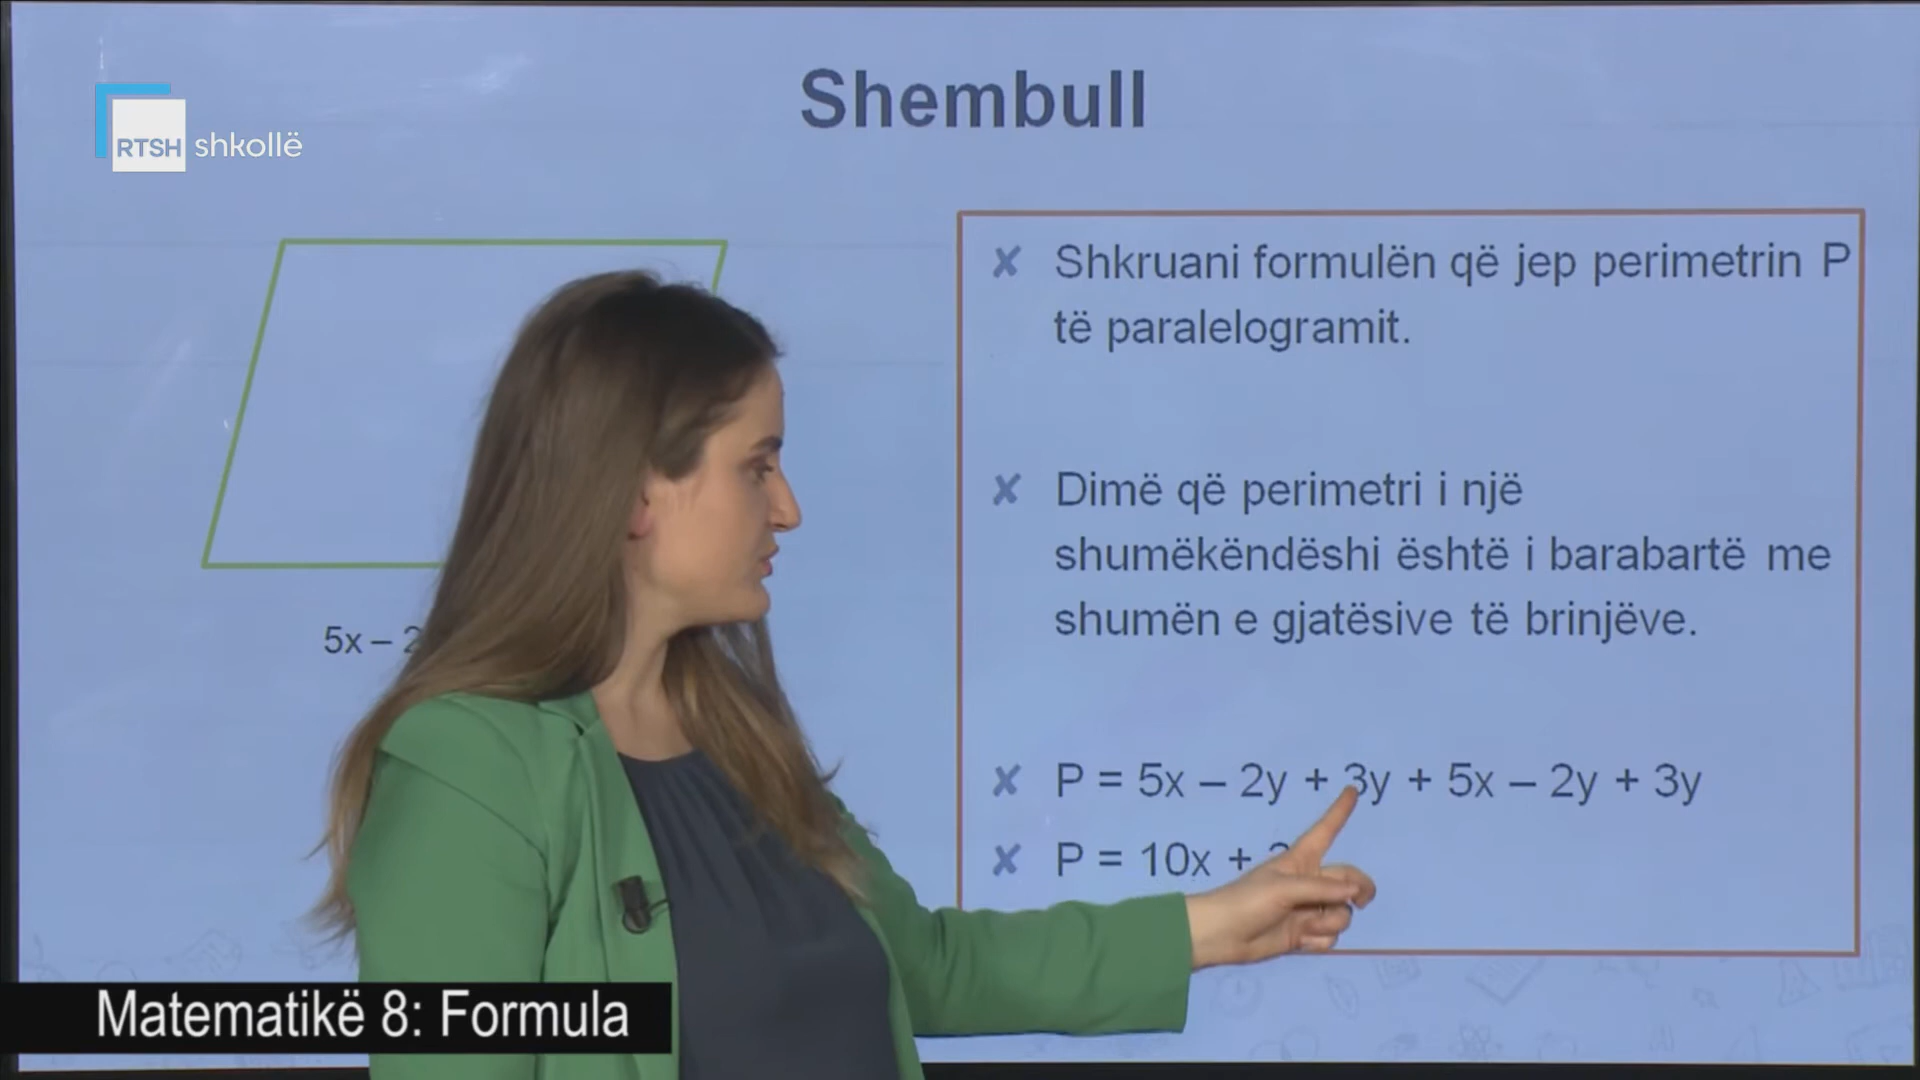 Shembull
RTSH shkollë
Shkruani formulën që jep perimetrin P
të paralelogramit.
Dimë që perimetri i një
shumëkëndëshi është i barabartë me
shumën e gjatësive të brinjëve.
5x –
P = 5x – 2y + 3y + 5x – 2y + 3y
P = 10x +
Matematikë 8: Formula